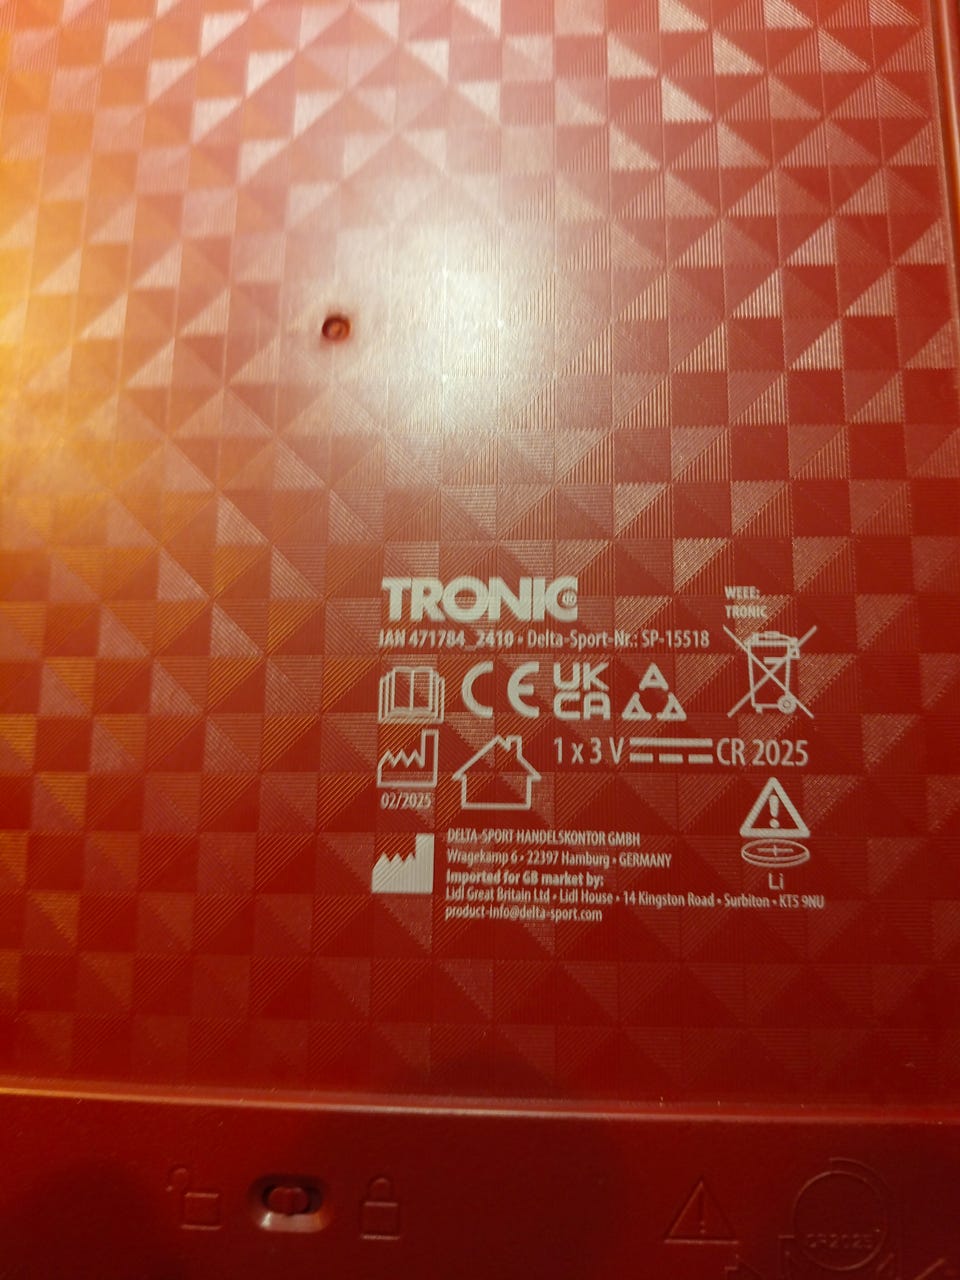 TRONIC®
IAN 471784_2410 • Delta-Sport-Nr.: SP-15518
WEEE:
TRONIC
CE UK CA A
1 x 3 V CR 2025
02/2025
DELTA-SPORT HANDELSKONTOR GMBH
Wragekamp 6 • 22397 Hamburg • GERMANY
Imported for GB market by:
Lidl Great Britain Ltd • Lidl House • 14 Kingston Road • Surbiton • KT5 9NU
product-info@delta-sport.com
Li
CR2025